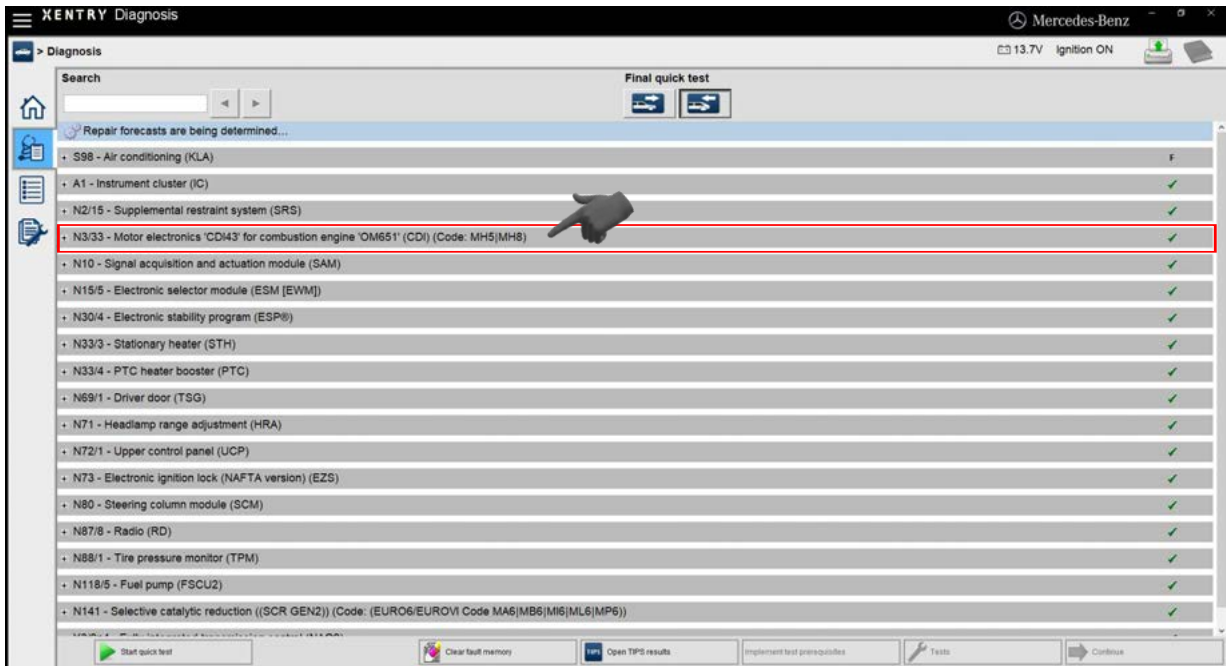 XENTRY Diagnosis
Mercedes-Benz
> Diagnosis
13.7V Ignition ON
Search
Final quick test
Repair forecasts are being determined...
+ S98 - Air conditioning (KLA) F
+ A1 - Instrument cluster (IC) ✓
+ N2/15 - Supplemental restraint system (SRS) ✓
+ N3/33 - Motor electronics 'CDI43' for combustion engine 'OM651' (CDI) (Code: MH5|MH8) ✓
+ N10 - Signal acquisition and actuation module (SAM) ✓
+ N15/5 - Electronic selector module (ESM [EWM]) ✓
+ N30/4 - Electronic stability program (ESP®) ✓
+ N33/3 - Stationary heater (STH) ✓
+ N33/4 - PTC heater booster (PTC) ✓
+ N69/1 - Driver door (TSG) ✓
+ N71 - Headlamp range adjustment (HRA) ✓
+ N72/1 - Upper control panel (UCP) ✓
+ N73 - Electronic ignition lock (NAFTA version) (EZS) ✓
+ N80 - Steering column module (SCM) ✓
+ N87/8 - Radio (RD) ✓
+ N88/1 - Tire pressure monitor (TPM) ✓
+ N118/5 - Fuel pump (FSCU2) ✓
+ N141 - Selective catalytic reduction ((SCR GEN2)) (Code: (EURO6/EUROVI Code MA6|MB6|MI6|ML6|MP6)) ✓
Start quick test
Clear fault memory
TIPS Open TIPS results
Implement test prerequisites
Tests
Continue